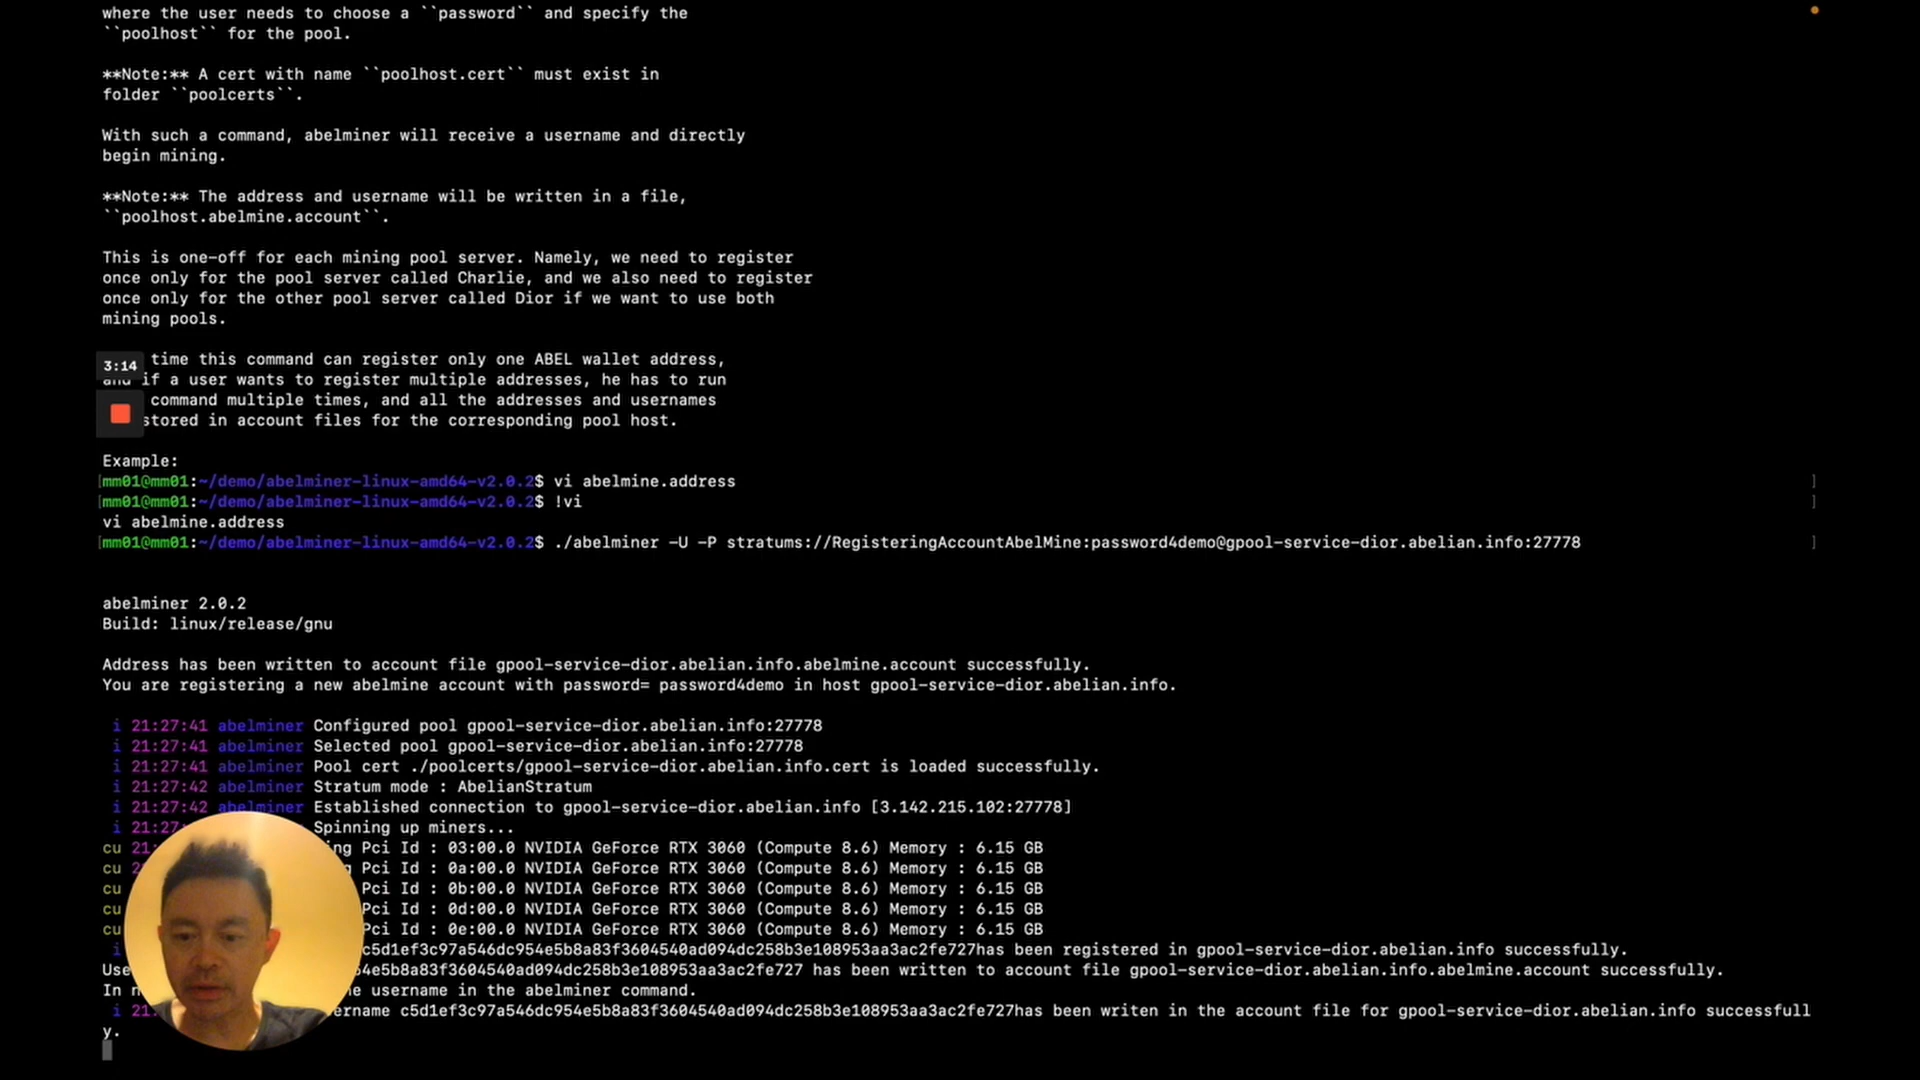 where the user needs to choose a ``password`` and specify the
``poolhost`` for the pool.
**Note:** A cert with name ``poolhost.cert`` must exist in
folder ``poolcerts``.
With such a command, abelminer will receive a username and directly
begin mining.
**Note:** The address and username will be written in a file,
``poolhost.abelmine.account``.
This is one-off for each mining pool server. Namely, we need to register
once only for the pool server called Charlie, and we also need to register
once only for the other pool server called Dior if we want to use both
mining pools.
time this command can register only one ABEL wallet address,
3:14
and if a user wants to register multiple addresses, he has to run
command multiple times, and all the addresses and usernames
stored in account files for the corresponding pool host.
Example:
[mm01@mm01:~/demo/abelminer-linux-amd64-v2.0.2$ vi abelmine.address ]
[mm01@mm01:~/demo/abelminer-linux-amd64-v2.0.2$ !vi ]
vi abelmine.address
[mm01@mm01:~/demo/abelminer-linux-amd64-v2.0.2$ ./abelminer -U -P stratums://RegisteringAccountAbelMine:password4demo@gpool-service-dior.abelian.info:27778 ]
abelminer 2.0.2
Build: linux/release/gnu
Address has been written to account file gpool-service-dior.abelian.info.abelmine.account successfully.
You are registering a new abelmine account with password= password4demo in host gpool-service-dior.abelian.info.
i 21:27:41 abelminer Configured pool gpool-service-dior.abelian.info:27778
i 21:27:41 abelminer Selected pool gpool-service-dior.abelian.info:27778
i 21:27:41 abelminer Pool cert ./poolcerts/gpool-service-dior.abelian.info.cert is loaded successfully.
i 21:27:42 abelminer Stratum mode : AbelianStratum
i 21:27:42 abelminer Established connection to gpool-service-dior.abelian.info [3.142.215.102:27778]
i 21:27: Spinning up miners...
cu 21: ng Pci Id : 03:00.0 NVIDIA GeForce RTX 3060 (Compute 8.6) Memory : 6.15 GB
cu 2 g Pci Id : 0a:00.0 NVIDIA GeForce RTX 3060 (Compute 8.6) Memory : 6.15 GB
cu Pci Id : 0b:00.0 NVIDIA GeForce RTX 3060 (Compute 8.6) Memory : 6.15 GB
cu Pci Id : 0d:00.0 NVIDIA GeForce RTX 3060 (Compute 8.6) Memory : 6.15 GB
cu Pci Id : 0e:00.0 NVIDIA GeForce RTX 3060 (Compute 8.6) Memory : 6.15 GB
i c5d1ef3c97a546dc954e5b8a83f3604540ad094dc258b3e108953aa3ac2fe727has been registered in gpool-service-dior.abelian.info successfully.
Use 54e5b8a83f3604540ad094dc258b3e108953aa3ac2fe727 has been written to account file gpool-service-dior.abelian.info.abelmine.account successfully.
In n e username in the abelminer command.
i 21: ername c5d1ef3c97a546dc954e5b8a83f3604540ad094dc258b3e108953aa3ac2fe727has been writen in the account file for gpool-service-dior.abelian.info successfull
y.